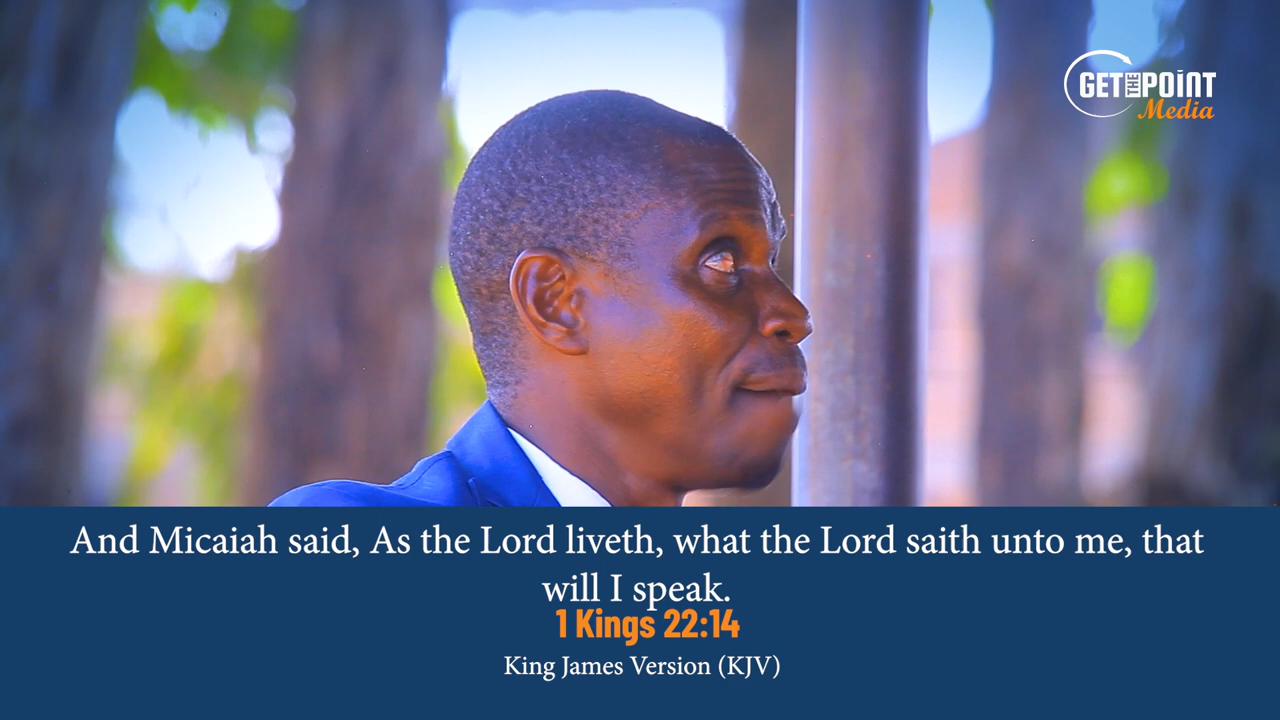 GET THE POINT
Media
And Micaiah said, As the Lord liveth, what the Lord saith unto me, that
will I speak.
1 Kings 22:14
King James Version (KJV)